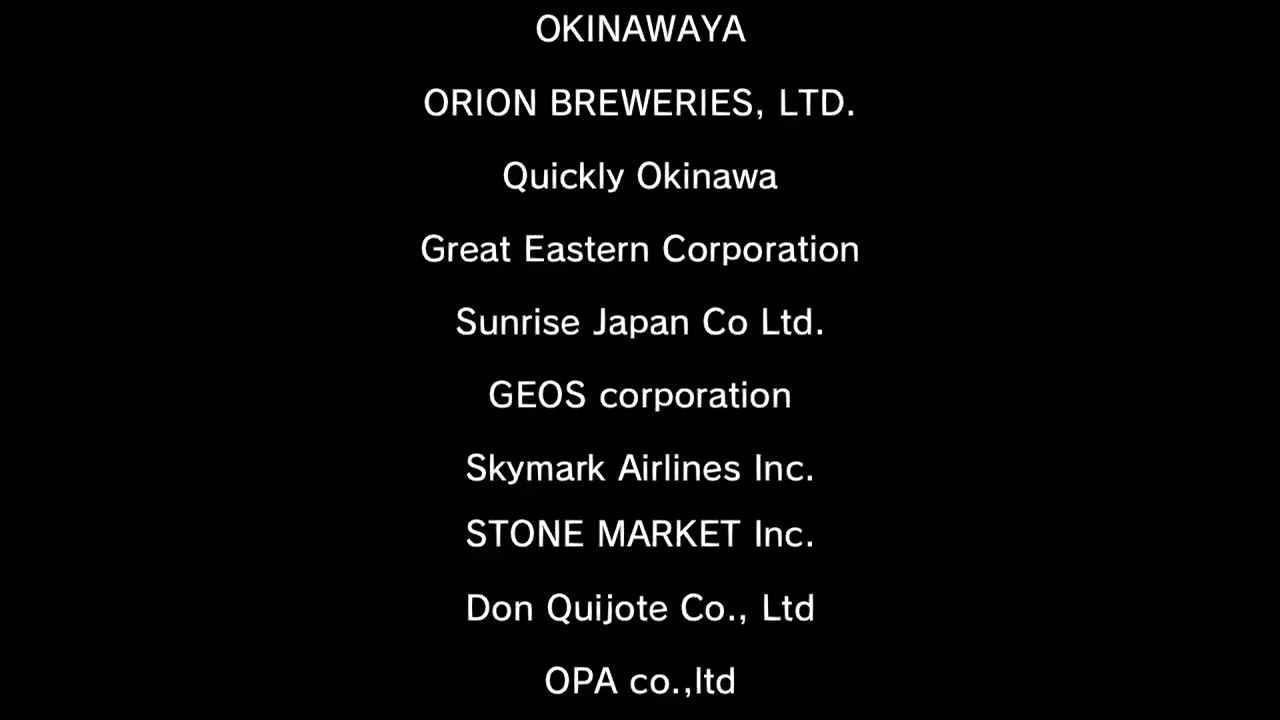 OKINAWAYA
ORION BREWERIES, LTD.
Quickly Okinawa
Great Eastern Corporation
Sunrise Japan Co Ltd.
GEOS corporation
Skymark Airlines Inc.
STONE MARKET Inc.
Don Quijote Co., Ltd
OPA co.,ltd